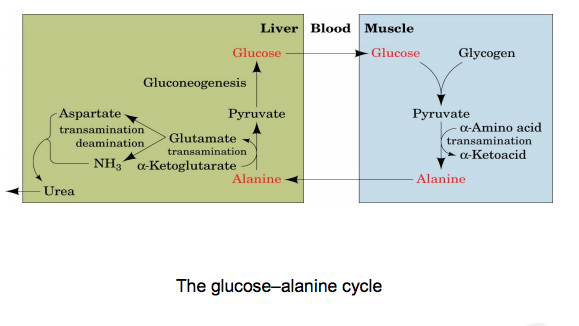 Liver Blood Muscle
Glucose Glucose Glycogen
Gluconeogenesis
Aspartate Pyruvate Pyruvate
transamination α-Amino acid
deamination Glutamate transamination
transamination α-Ketoacid
NH3 α-Ketoglutarate
Alanine Alanine
Urea
The glucose–alanine cycle